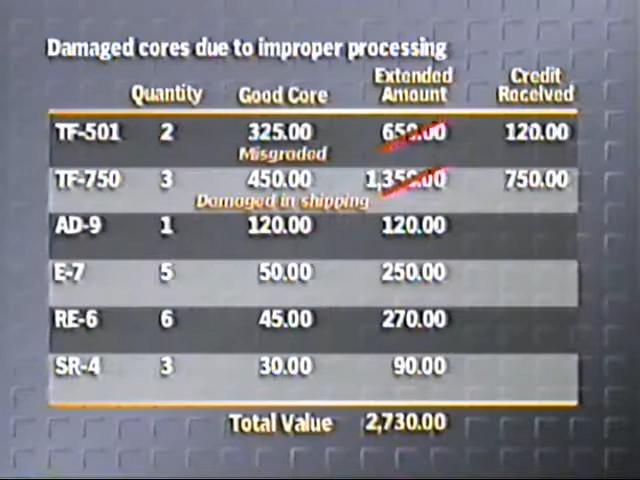 Damaged cores due to improper processing
Quantity Good Core Extended Amount Credit Received
TF-501 2 325.00 650.00 120.00
Misgraded
TF-750 3 450.00 1,350.00 750.00
Damaged in shipping
AD-9 1 120.00 120.00
E-7 5 50.00 250.00
RE-6 6 45.00 270.00
SR-4 3 30.00 90.00
Total Value 2,730.00